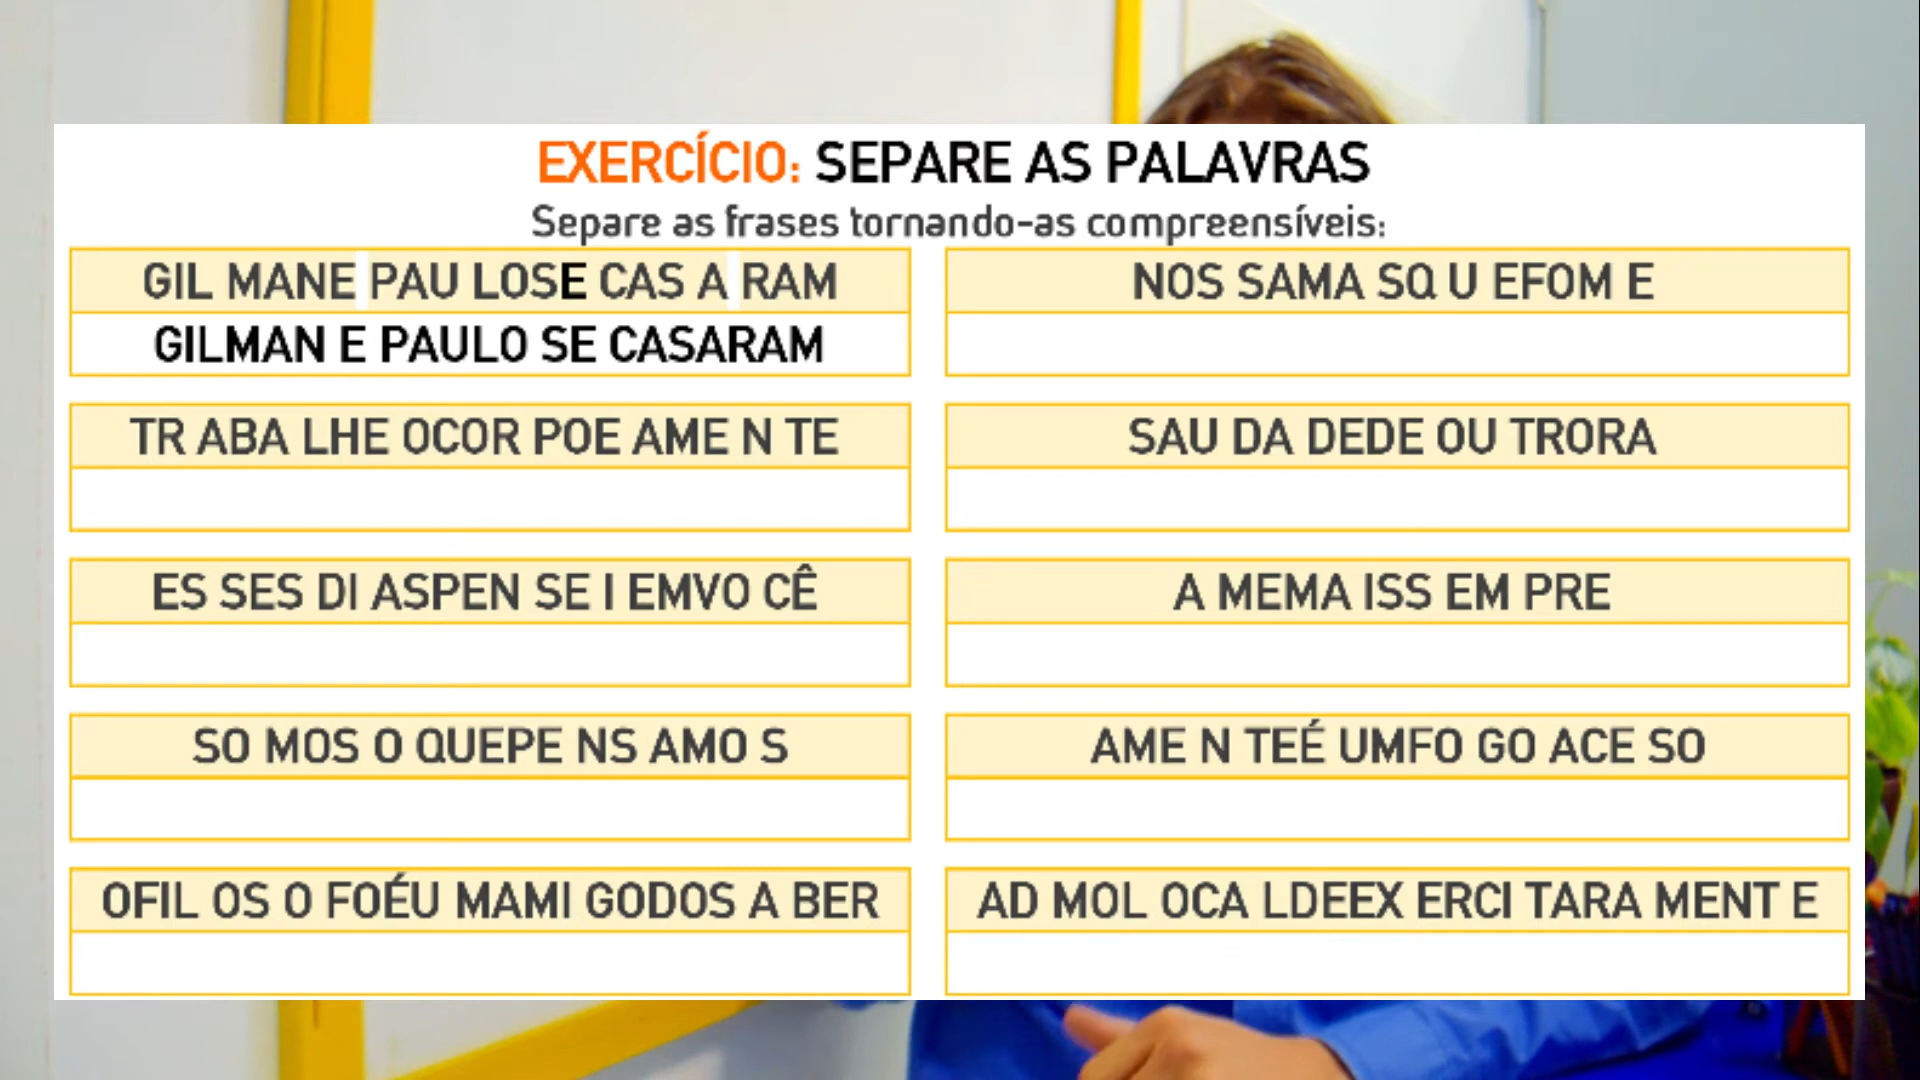 EXERCÍCIO: SEPARE AS PALAVRAS
Separe as frases tornando-as compreensíveis:
GIL MANE PAU LOSE CAS A RAM
GILMAN E PAULO SE CASARAM
NOS SAMA SQ U EFOM E
TR ABA LHE OCOR POE AME N TE
SAU DA DEDE OU TRORA
ES SES DI ASPEN SE I EMVO CÊ
A MEMA ISS EM PRE
SO MOS O QUEPE NS AMO S
AME N TEÉ UMFO GO ACE SO
OFIL OS O FOÉU MAMI GODOS A BER
AD MOL OCA LDEEX ERCI TARA MENT E